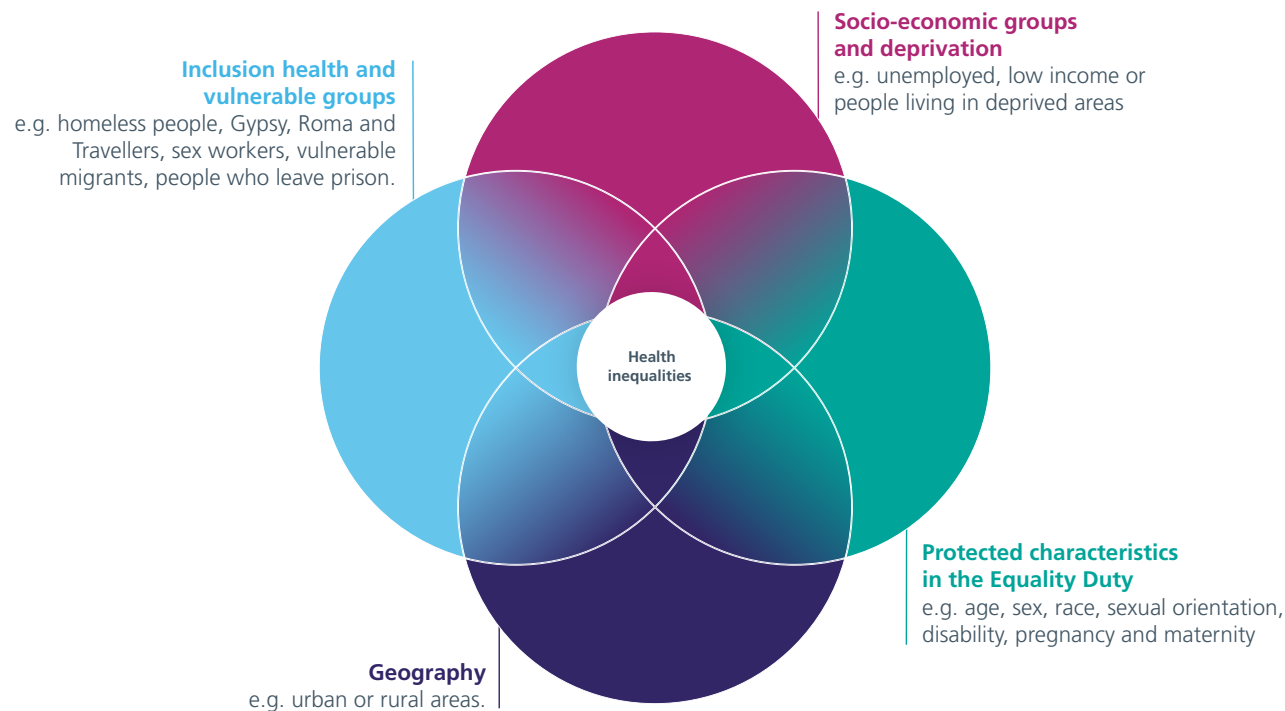 Socio-economic groups
and deprivation
e.g. unemployed, low income or
people living in deprived areas
Inclusion health and
vulnerable groups
e.g. homeless people, Gypsy, Roma and
Travellers, sex workers, vulnerable
migrants, people who leave prison.
Health
inequalities
Protected characteristics
in the Equality Duty
e.g. age, sex, race, sexual orientation,
disability, pregnancy and maternity
Geography
e.g. urban or rural areas.